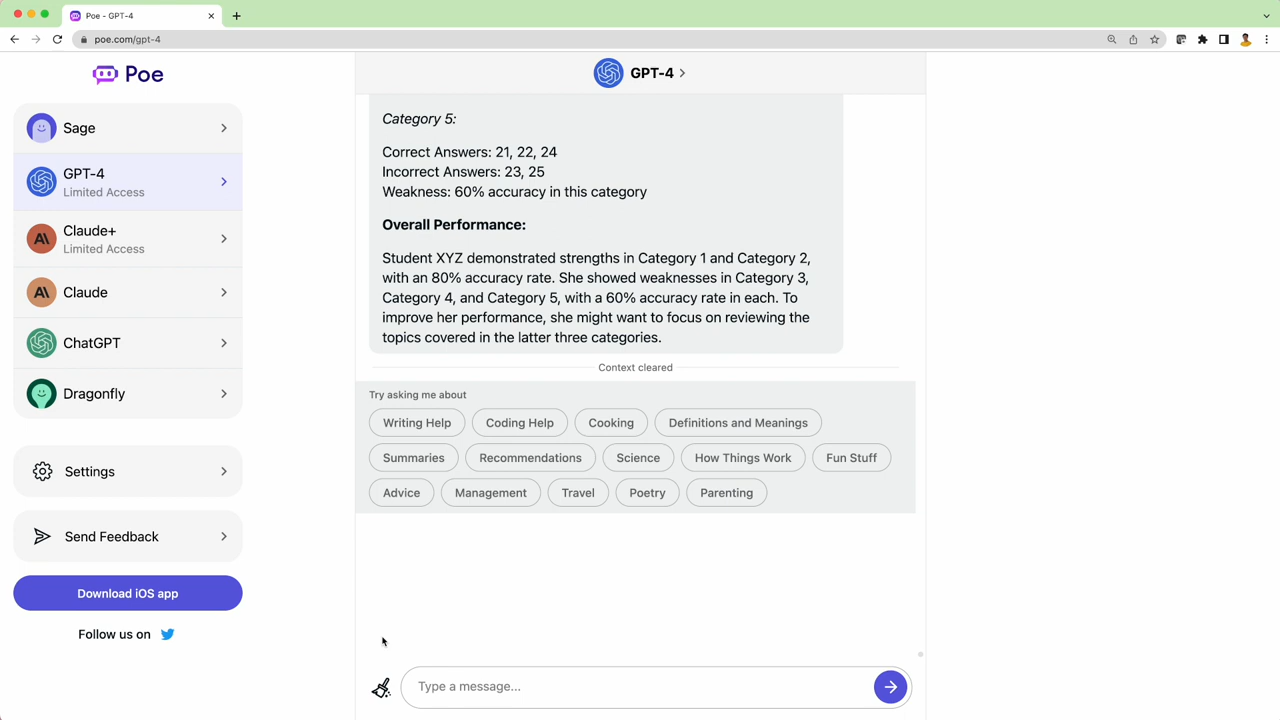 Poe - GPT-4
poe.com/gpt-4
Poe
Sage
GPT-4
Limited Access
Claude+
Limited Access
Claude
ChatGPT
Dragonfly
Settings
Send Feedback
Download iOS app
Follow us on
GPT-4
Category 5:
Correct Answers: 21, 22, 24
Incorrect Answers: 23, 25
Weakness: 60% accuracy in this category
Overall Performance:
Student XYZ demonstrated strengths in Category 1 and Category 2,
with an 80% accuracy rate. She showed weaknesses in Category 3,
Category 4, and Category 5, with a 60% accuracy rate in each. To
improve her performance, she might want to focus on reviewing the
topics covered in the latter three categories.
Context cleared
Try asking me about
Writing Help Coding Help Cooking Definitions and Meanings
Summaries Recommendations Science How Things Work Fun Stuff
Advice Management Travel Poetry Parenting
Type a message...